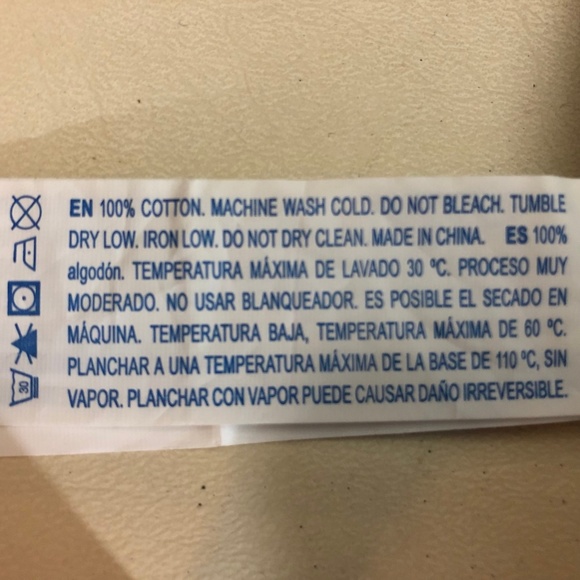 EN 100% COTTON. MACHINE WASH COLD. DO NOT BLEACH. TUMBLE
DRY LOW. IRON LOW. DO NOT DRY CLEAN. MADE IN CHINA. ES 100%
algodón. TEMPERATURA MÁXIMA DE LAVADO 30 ºC. PROCESO MUY
MODERADO. NO USAR BLANQUEADOR. ES POSIBLE EL SECADO EN
MÁQUINA. TEMPERATURA BAJA, TEMPERATURA MÁXIMA DE 60 ºC.
PLANCHAR A UNA TEMPERATURA MÁXIMA DE LA BASE DE 110 ºC, SIN
VAPOR. PLANCHAR CON VAPOR PUEDE CAUSAR DAÑO IRREVERSIBLE.
30